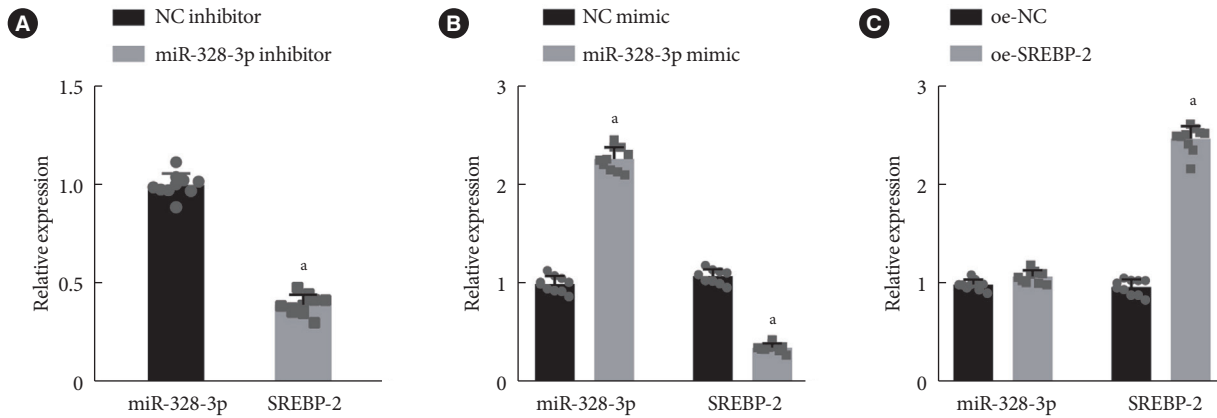 A
NC inhibitor
miR-328-3p inhibitor
Relative expression
1.5
1.0
0.5
0
a
miR-328-3p
SREBP-2
B
NC mimic
miR-328-3p mimic
Relative expression
3
2
1
0
a
a
miR-328-3p
SREBP-2
C
oe-NC
oe-SREBP-2
Relative expression
3
2
1
0
a
miR-328-3p
SREBP-2